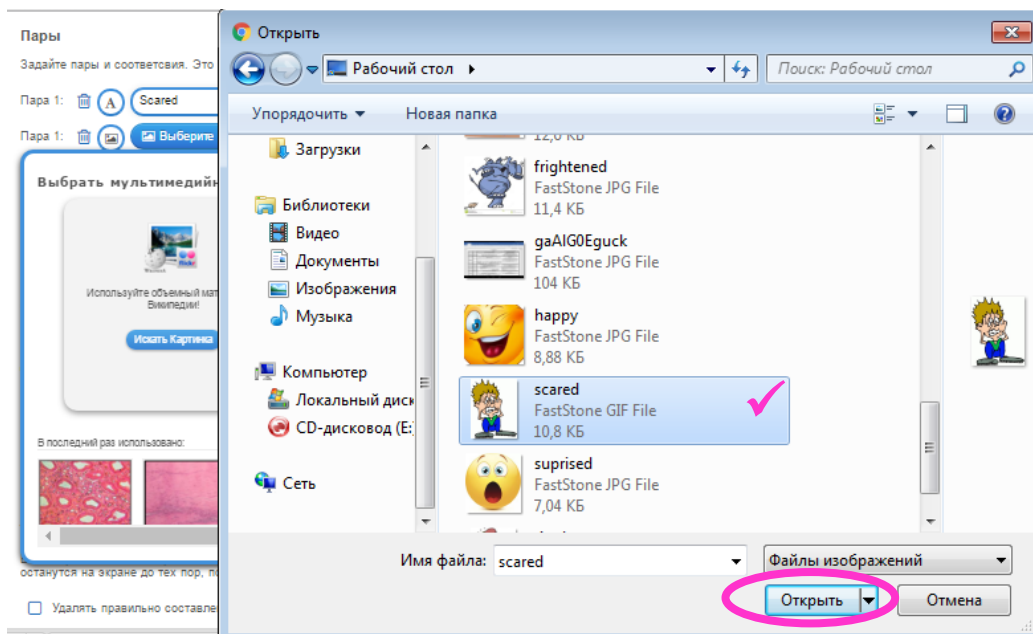 Пары
Задайте пары и соответсвия. Это
Пара 1: A Scared
Пара 1: Выберите
Выбрать мультимедийн
Используйте объемный мат
Википедии!
Искать Картинка
В последний раз использовано:
останутся на экране до тех пор, п
Удалять правильно составле
Открыть
Рабочий стол
Поиск: Рабочий стол
Упорядочить
Новая папка
Загрузки
Библиотеки
Видео
Документы
Изображения
Музыка
Компьютер
Локальный диск
CD-дисковод (E:
Сеть
12,0 КБ
frightened
FastStone JPG File
11,4 КБ
gaAIG0Eguck
FastStone JPG File
104 КБ
happy
FastStone JPG File
8,88 КБ
scared
FastStone GIF File
10,8 КБ
suprised
FastStone JPG File
7,04 КБ
Имя файла: scared
Файлы изображений
Открыть
Отмена